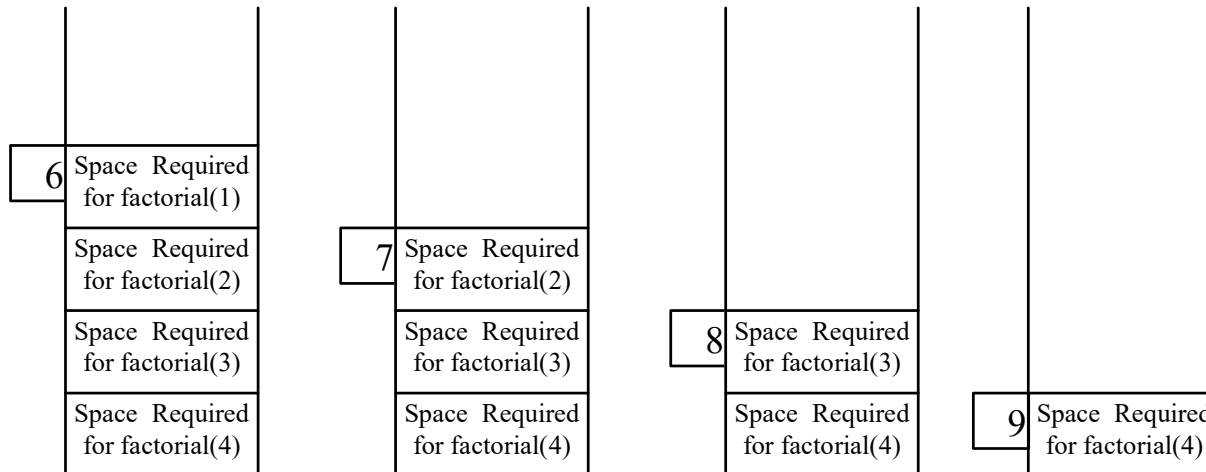 6
Space Required
for factorial(1)
Space Required
for factorial(2)
Space Required
for factorial(3)
Space Required
for factorial(4)
7
Space Required
for factorial(2)
Space Required
for factorial(3)
Space Required
for factorial(4)
8
Space Required
for factorial(3)
Space Required
for factorial(4)
9
Space Required
for factorial(4)